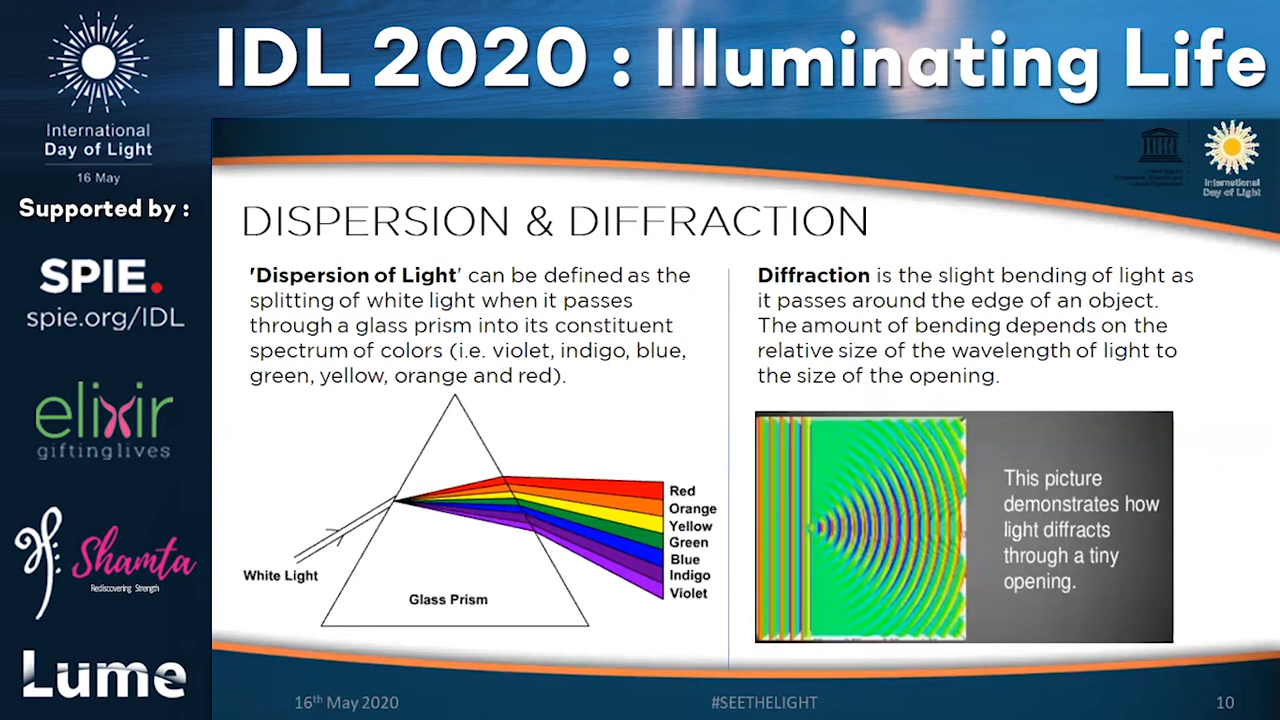 IDL 2020 : Illuminating Life
International
Day of Light
16 May
Supported by :
SPIE.
spie.org/IDL
elixir
giftinglives
Shamta
Rediscovering Strength
Lume
International
Day of Light
DISPERSION & DIFFRACTION
'Dispersion of Light' can be defined as the
splitting of white light when it passes
through a glass prism into its constituent
spectrum of colors (i.e. violet, indigo, blue,
green, yellow, orange and red).
White Light
Glass Prism
Red
Orange
Yellow
Green
Blue
Indigo
Violet
Diffraction is the slight bending of light as
it passes around the edge of an object.
The amount of bending depends on the
relative size of the wavelength of light to
the size of the opening.
This picture
demonstrates how
light diffracts
through a tiny
opening.
16th May 2020
#SEETHELIGHT
10